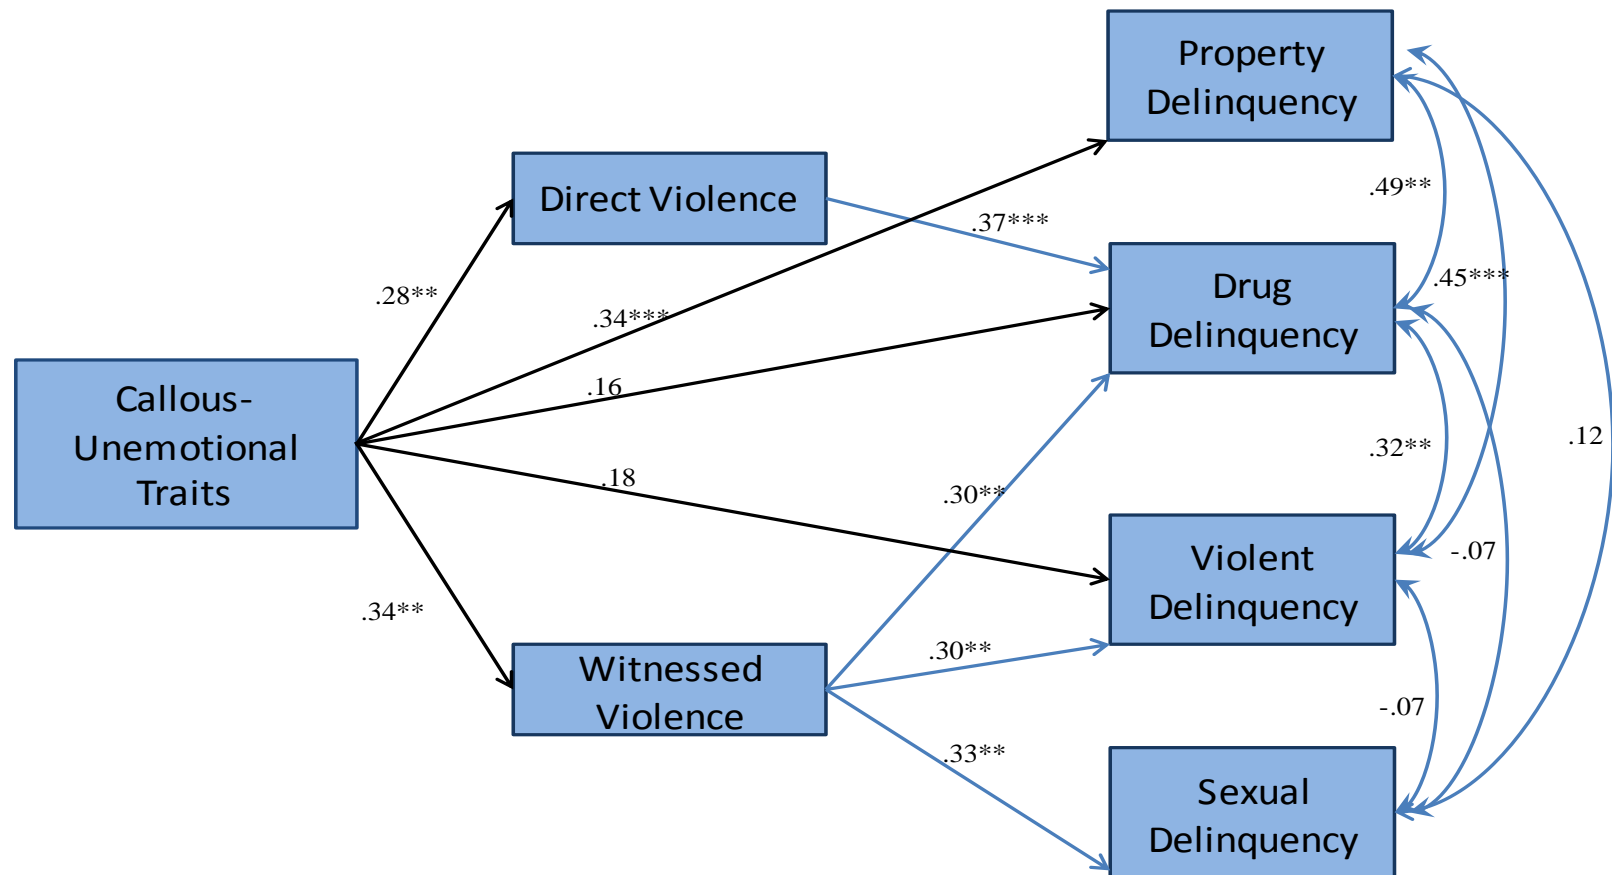 Property
Delinquency
Direct Violence
.37***
.49**
.28**
.34***
.45***
Drug
Delinquency
Callous-
Unemotional
Traits
.16
.18
.30**
.32**
.12
Violent
Delinquency
-.07
.34**
Witnessed
Violence
.30**
-.07
.33**
Sexual
Delinquency